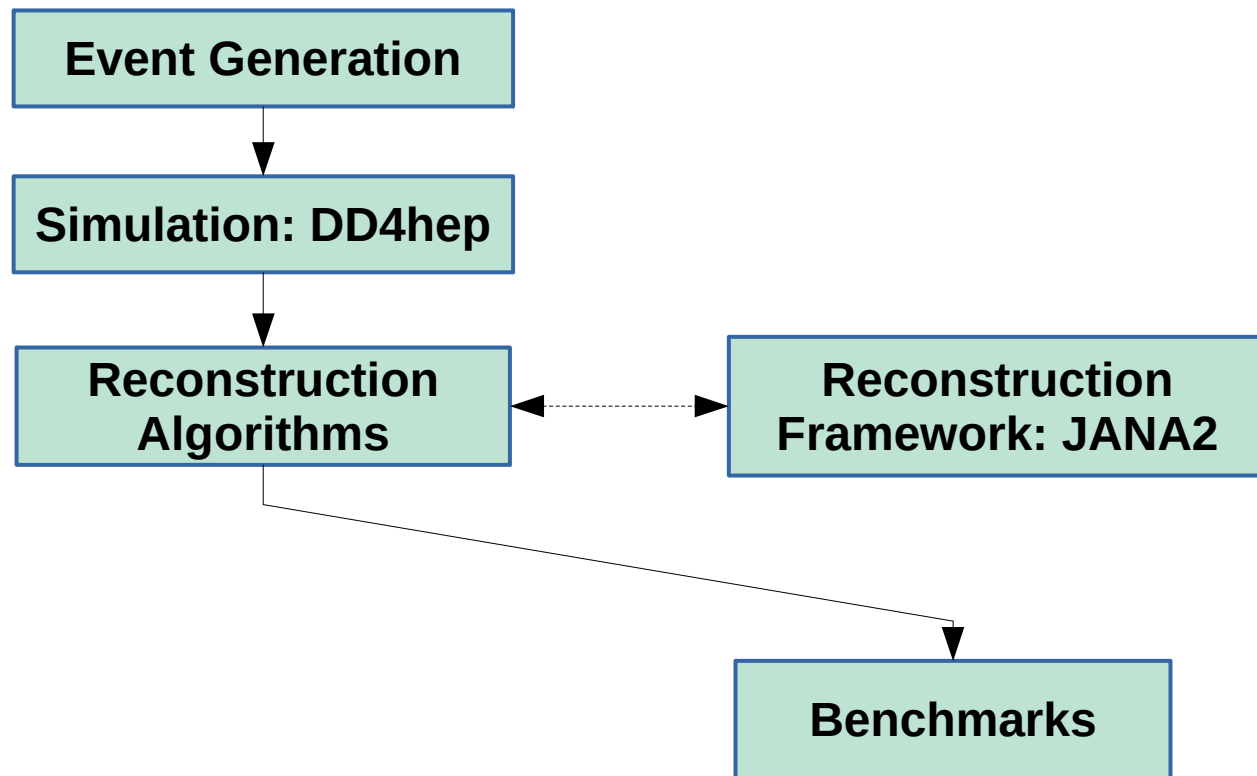 Event Generation
Simulation: DD4hep
Reconstruction
Algorithms
Reconstruction
Framework: JANA2
Benchmarks